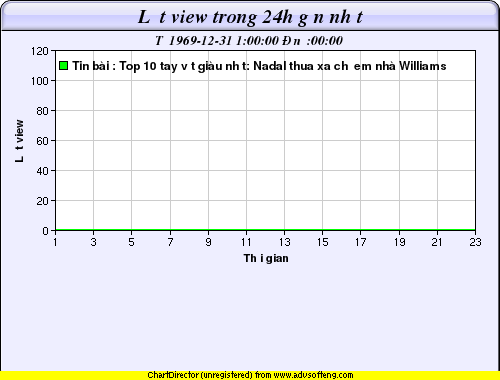 L t view trong 24h g n nh t
T 1969-12-31 1:00:00 Đn :00:00
120
Tin bài : Top 10 tay v t giàu nh t: Nadal thua xa ch em nhà Williams
100
80
60
40
20
0
L t view
1 3 5 7 9 11 13 15 17 19 21 23
Th i gian
ChartDirector (unregistered) from www.advsofteng.com